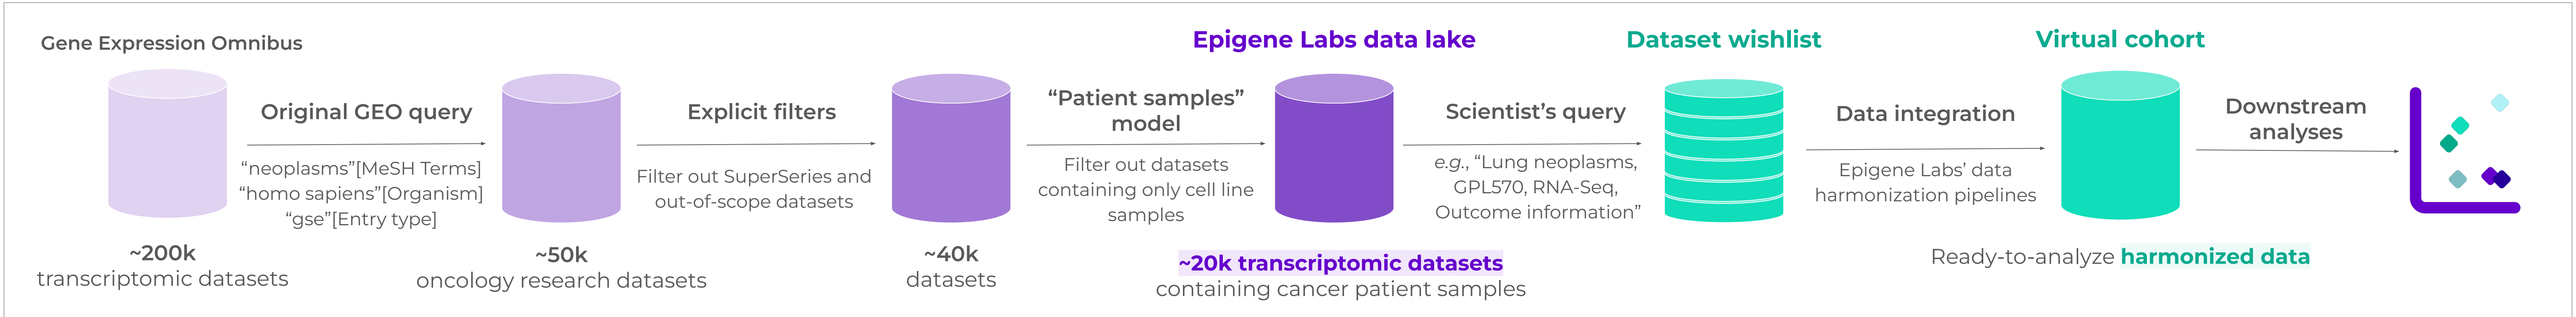 Gene Expression Omnibus
~200k
transcriptomic datasets
Original GEO query
“neoplasms”[MeSH Terms]
“homo sapiens”[Organism]
“gse”[Entry type]
~50k
oncology research datasets
Explicit filters
Filter out SuperSeries and
out-of-scope datasets
~40k
datasets
“Patient samples”
model
Filter out datasets
containing only cell line
samples
Epigene Labs data lake
~20k transcriptomic datasets
containing cancer patient samples
Scientist’s query
e.g., “Lung neoplasms,
GPL570, RNA-Seq,
Outcome information”
Dataset wishlist
Data integration
Epigene Labs’ data
harmonization pipelines
Virtual cohort
Ready-to-analyze harmonized data
Downstream
analyses